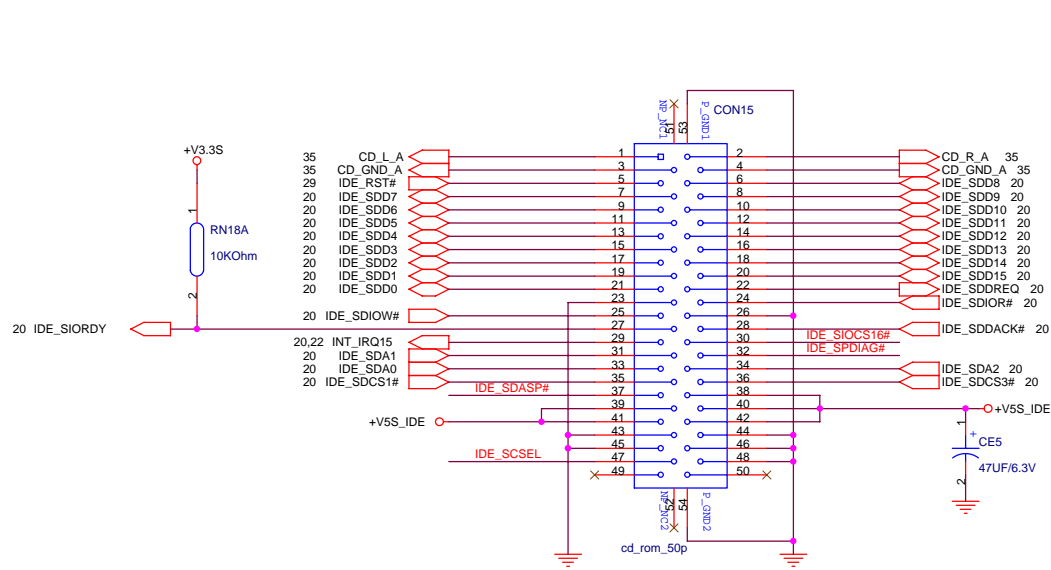 CON15
NP_NC1
51
P_GND1
53
+V3.3S
1
RN18A
10KOhm
2
35 CD_L_A 1 2 CD_R_A 35
35 CD_GND_A 3 4 CD_GND_A 35
29 IDE_RST# 5 6 IDE_SDD8 20
20 IDE_SDD7 7 8 IDE_SDD9 20
20 IDE_SDD6 9 10 IDE_SDD10 20
20 IDE_SDD5 11 12 IDE_SDD11 20
20 IDE_SDD4 13 14 IDE_SDD12 20
20 IDE_SDD3 15 16 IDE_SDD13 20
20 IDE_SDD2 17 18 IDE_SDD14 20
20 IDE_SDD1 19 20 IDE_SDD15 20
20 IDE_SDD0 21 22 IDE_SDDREQ 20
23 24 IDE_SDIOR# 20
20 IDE_SDIOW# 25 26
20 IDE_SIORDY 27 28 IDE_SDDACK# 20
20,22 INT_IRQ15 29 30 IDE_SIOCS16#
20 IDE_SDA1 31 32 IDE_SPDIAG#
20 IDE_SDA0 33 34 IDE_SDA2 20
20 IDE_SDCS1# 35 36 IDE_SDCS3# 20
IDE_SDASP# 37 38
39 40 +V5S_IDE
+V5S_IDE 41 42
43 44
45 46
IDE_SCSEL 47 48
49 50
1
+
CE5
47UF/6.3V
2
NP_NC2
52
P_GND2
54
cd_rom_50p